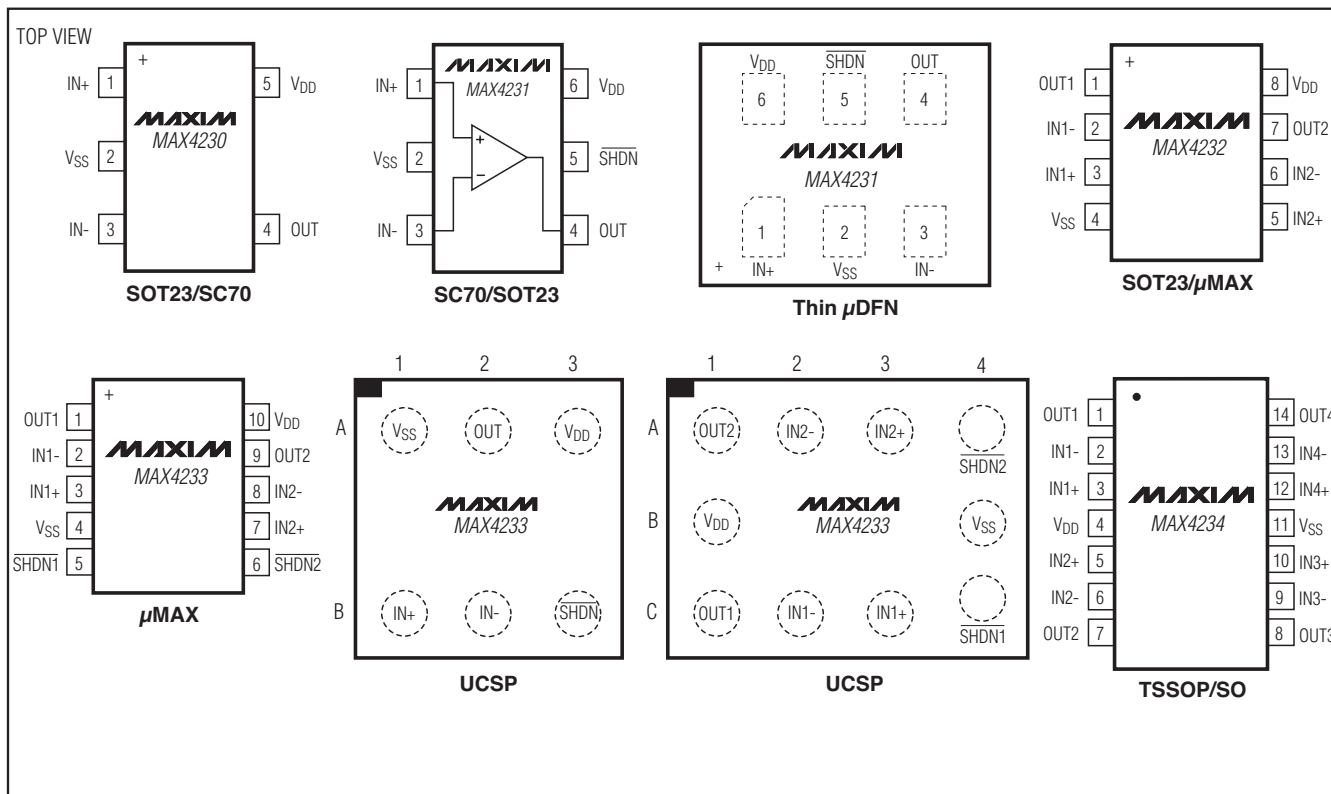 TOP VIEW
+
IN+ 1
VSS 2
IN- 3
5 VDD
4 OUT
MAXIM
MAX4230
SOT23/SC70
MAXIM
MAX4231
IN+ 1
VSS 2
IN- 3
6 VDD
5 SHDN
4 OUT
+
−
SC70/SOT23
VDD SHDN OUT
6 5 4
MAXIM
MAX4231
1 2 3
+ IN+ VSS IN-
Thin µDFN
+
OUT1 1
IN1- 2
IN1+ 3
VSS 4
8 VDD
7 OUT2
6 IN2-
5 IN2+
MAXIM
MAX4232
SOT23/µMAX
+
OUT1 1
IN1- 2
IN1+ 3
VSS 4
SHDN1 5
10 VDD
9 OUT2
8 IN2-
7 IN2+
6 SHDN2
MAXIM
MAX4233
µMAX
1 2 3
A VSS OUT VDD
MAXIM
MAX4233
B IN+ IN- SHDN
UCSP
1 2 3 4
A OUT2 IN2- IN2+ SHDN2
MAXIM
B VDD MAX4233 VSS
C OUT1 IN1- IN1+ SHDN1
UCSP
OUT1 1
IN1- 2
IN1+ 3
VDD 4
IN2+ 5
IN2- 6
OUT2 7
14 OUT4
13 IN4-
12 IN4+
11 VSS
10 IN3+
9 IN3-
8 OUT3
MAXIM
MAX4234
TSSOP/SO